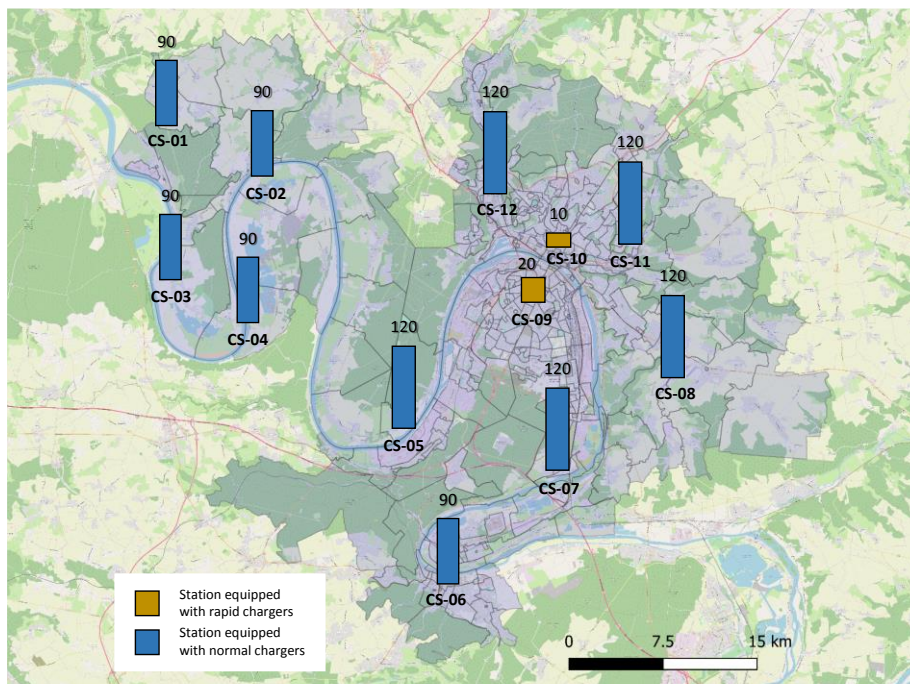 90
CS-01
90
CS-02
120
CS-12
120
CS-11
90
CS-03
10
CS-10
90
CS-04
20
CS-09
120
CS-08
120
CS-05
120
CS-07
90
CS-06
Station equipped
with rapid chargers
Station equipped
with normal chargers
0 7.5 15 km